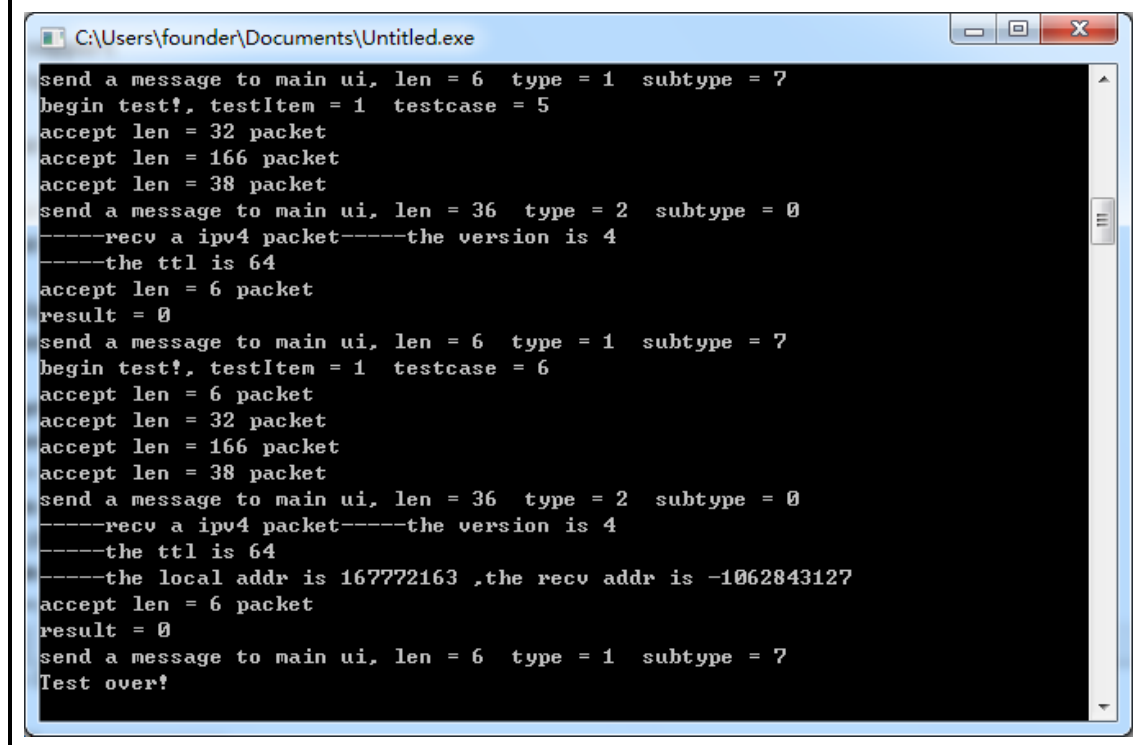 C:\Users\founder\Documents\Untitled.exe
send a message to main ui, len = 6  type = 1  subtype = 7
begin test!, testItem = 1  testcase = 5
accept len = 32 packet
accept len = 166 packet
accept len = 38 packet
send a message to main ui, len = 36  type = 2  subtype = 0
-----recv a ipv4 packet-----the version is 4
-----the ttl is 64
accept len = 6 packet
result = 0
send a message to main ui, len = 6  type = 1  subtype = 7
begin test!, testItem = 1  testcase = 6
accept len = 6 packet
accept len = 32 packet
accept len = 166 packet
accept len = 38 packet
send a message to main ui, len = 36  type = 2  subtype = 0
-----recv a ipv4 packet-----the version is 4
-----the ttl is 64
-----the local addr is 167772163 ,the recv addr is -1062843127
accept len = 6 packet
result = 0
send a message to main ui, len = 6  type = 1  subtype = 7
Test over!